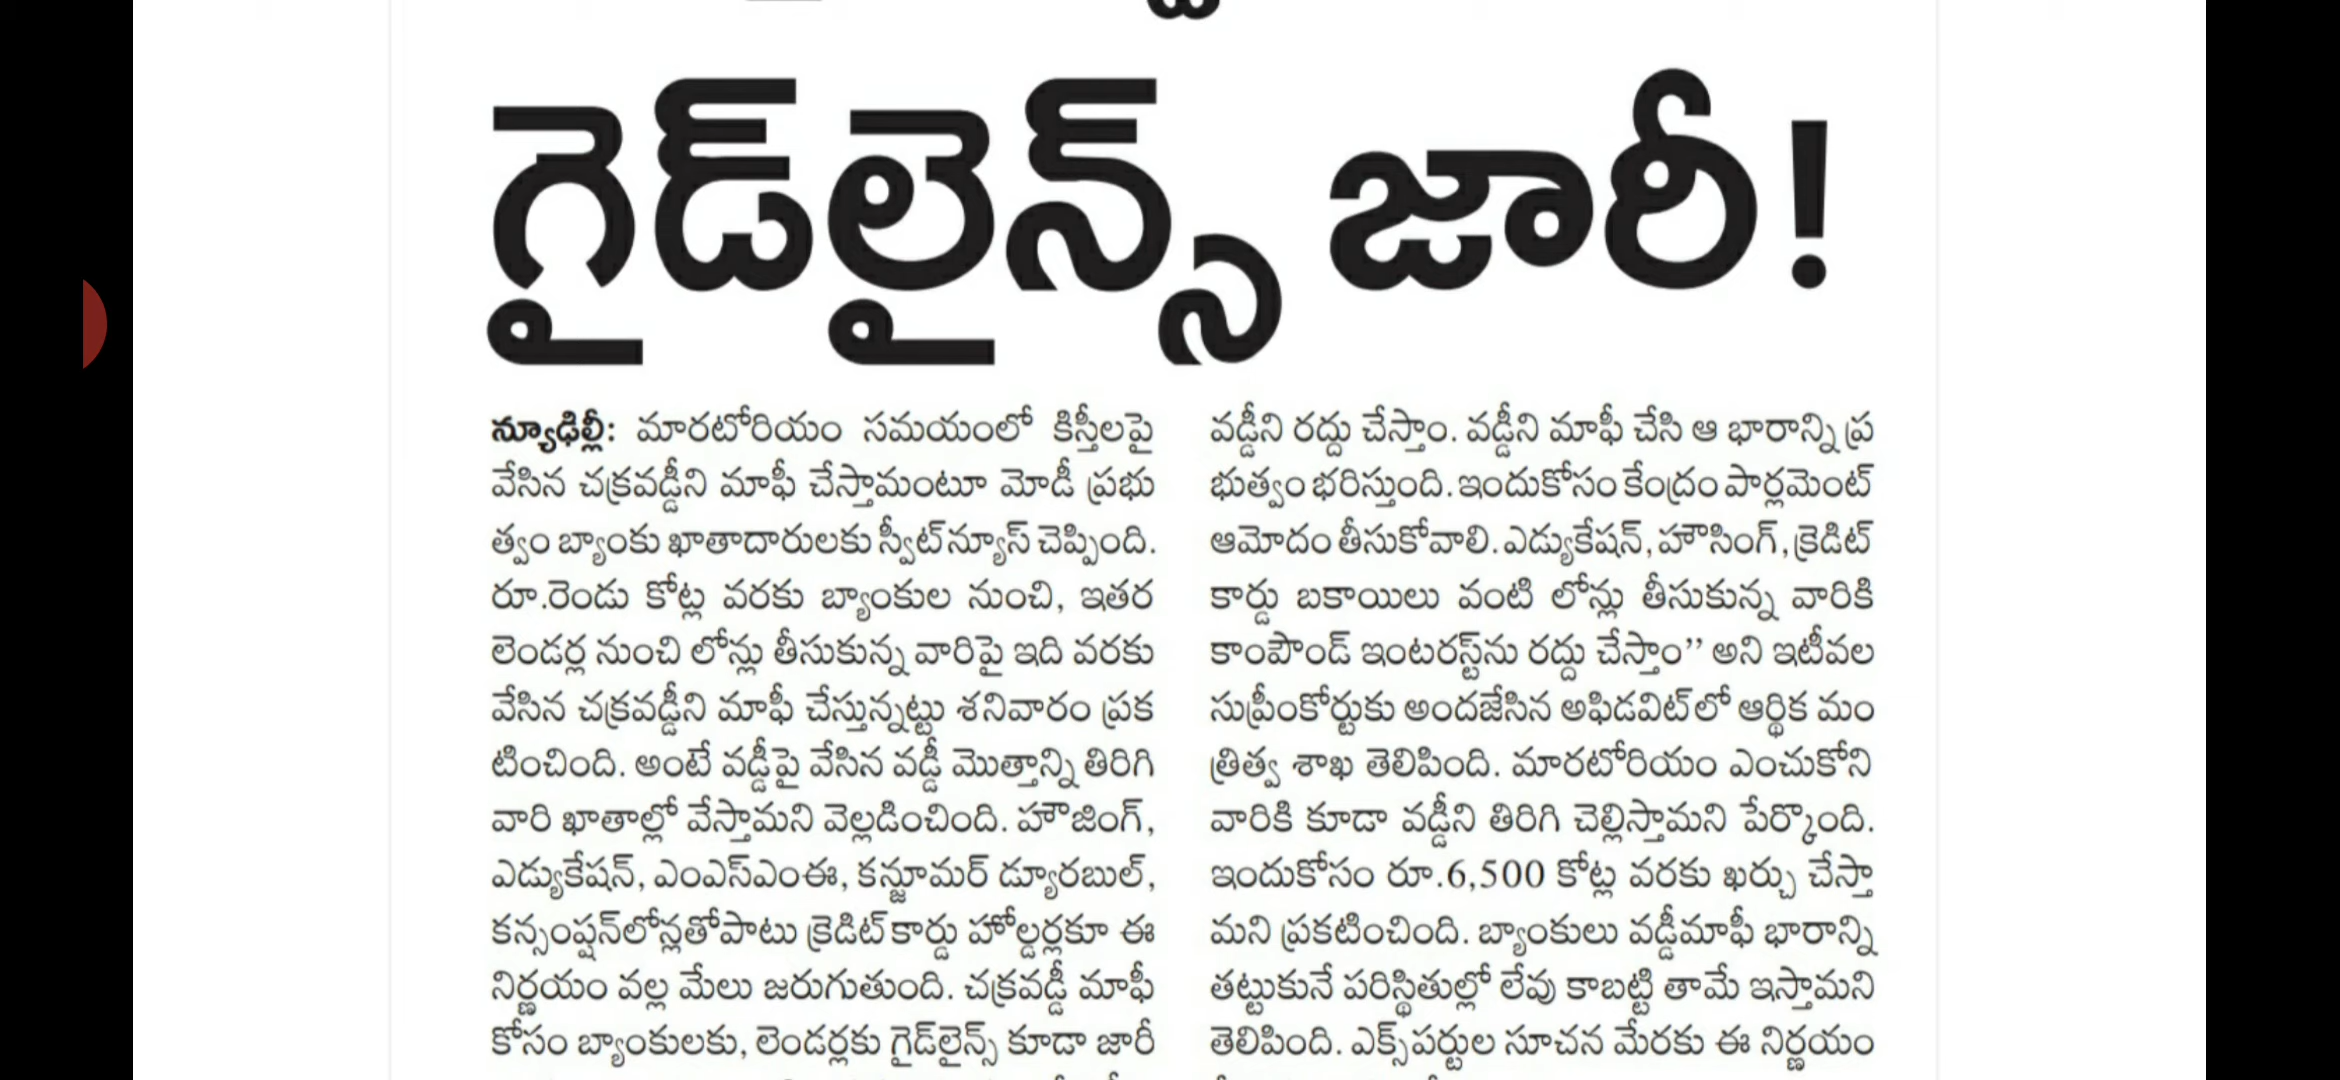 గైడ్‌లైన్స్ జారీ!
న్యూఢిల్లీ: మారటోరియం సమయంలో కిస్తీలపై
వేసిన చక్రవడ్డీని మాఫీ చేస్తామంటూ మోడీ ప్రభు
త్వం బ్యాంకు ఖాతాదారులకు స్వీట్‌న్యూస్ చెప్పింది.
రూ.రెండు కోట్ల వరకు బ్యాంకుల నుంచి, ఇతర
లెండర్ల నుంచి లోన్లు తీసుకున్న వారిపై ఇది వరకు
వేసిన చక్రవడ్డీని మాఫీ చేస్తున్నట్టు శనివారం ప్రక
టించింది. అంటే వడ్డీపై వేసిన వడ్డీ మొత్తాన్ని తిరిగి
వారి ఖాతాల్లో వేస్తామని వెల్లడించింది. హౌజింగ్,
ఎడ్యుకేషన్, ఎంఎస్ఎంఈ, కన్జూమర్ డ్యూరబుల్,
కన్సంప్షన్‌లోన్లతోపాటు క్రెడిట్‌కార్డు హోల్డర్లకూ ఈ
నిర్ణయం వల్ల మేలు జరుగుతుంది. చక్రవడ్డీ మాఫీ
కోసం బ్యాంకులకు, లెండర్లకు గైడ్‌లైన్స్ కూడా జారీ
వడ్డీని రద్దు చేస్తాం. వడ్డీని మాఫీ చేసి ఆ భారాన్ని ప్ర
భుత్వం భరిస్తుంది. ఇందుకోసం కేంద్రం పార్లమెంట్
ఆమోదం తీసుకోవాలి. ఎడ్యుకేషన్, హౌసింగ్, క్రెడిట్
కార్డు బకాయిలు వంటి లోన్లు తీసుకున్న వారికి
కాంపౌండ్ ఇంటరస్ట్‌ను రద్దు చేస్తాం’’ అని ఇటీవల
సుప్రీంకోర్టుకు అందజేసిన అఫిడవిట్‌లో ఆర్థిక మం
త్రిత్వ శాఖ తెలిపింది. మారటోరియం ఎంచుకోని
వారికి కూడా వడ్డీని తిరిగి చెల్లిస్తామని పేర్కొంది.
ఇందుకోసం రూ.6,500 కోట్ల వరకు ఖర్చు చేస్తా
మని ప్రకటించింది. బ్యాంకులు వడ్డీమాఫీ భారాన్ని
తట్టుకునే పరిస్థితుల్లో లేవు కాబట్టి తామే ఇస్తామని
తెలిపింది. ఎక్స్‌పర్టుల సూచన మేరకు ఈ నిర్ణయం